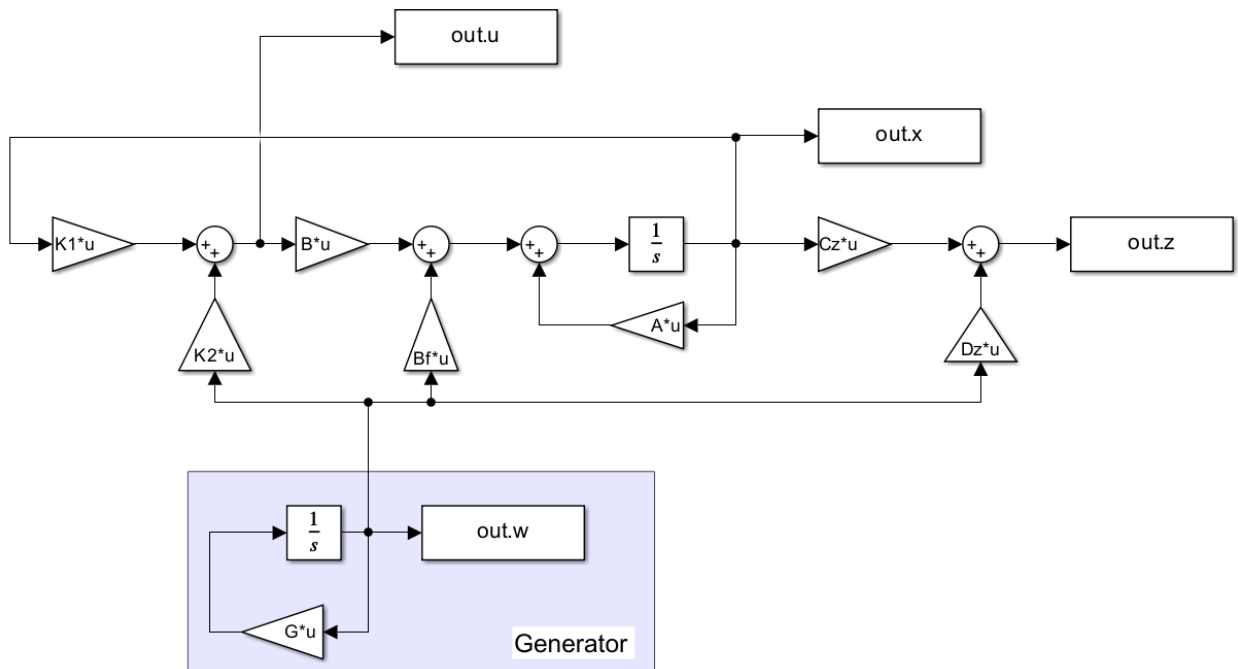 out.u
out.x
K1*u
+
+
B*u
+
+
+
+
1
s
Cz*u
+
+
out.z
A*u
K2*u
Bf*u
Dz*u
1
s
out.w
G*u
Generator